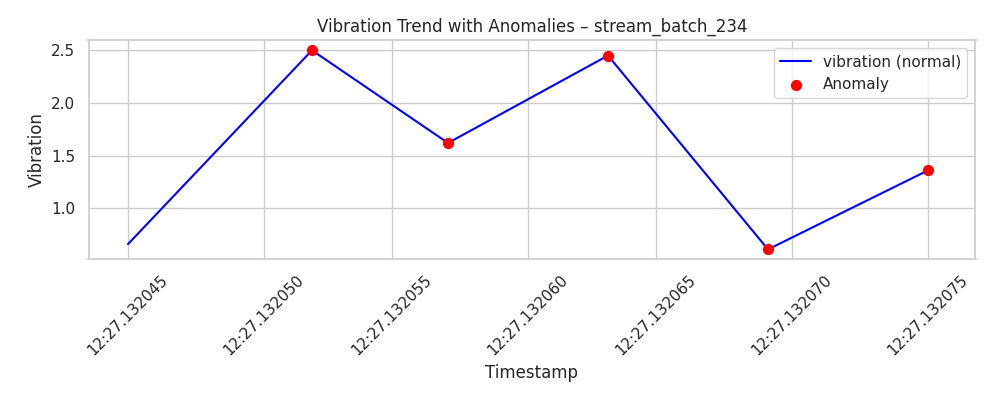 Vibration Trend with Anomalies – stream_batch_234
2.5
2.0
1.5
1.0
Vibration
vibration (normal)
Anomaly
12:27.132045
12:27.132050
12:27.132055
12:27.132060
12:27.132065
12:27.132070
12:27.132075
Timestamp